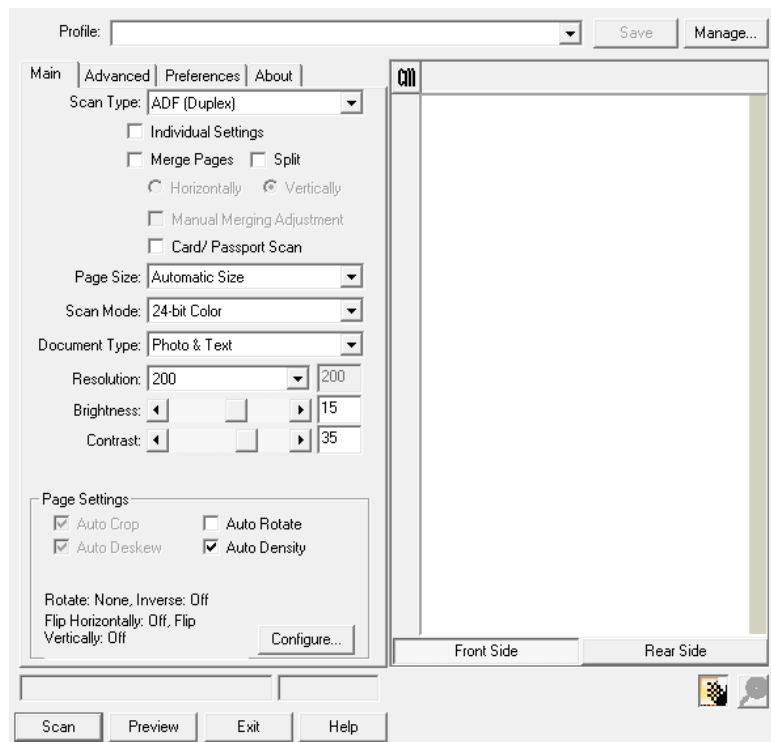 Profile: Save Manage...
Main Advanced Preferences About
Scan Type: ADF (Duplex)
Individual Settings
Merge Pages Split
Horizontally Vertically
Manual Merging Adjustment
Card/ Passport Scan
Page Size: Automatic Size
Scan Mode: 24-bit Color
Document Type: Photo & Text
Resolution: 200 200
Brightness: 15
Contrast: 35
Page Settings
Auto Crop Auto Rotate
Auto Deskew Auto Density
Rotate: None, Inverse: Off
Flip Horizontally: Off, Flip
Vertically: Off
Configure...
Front Side Rear Side
Scan Preview Exit Help